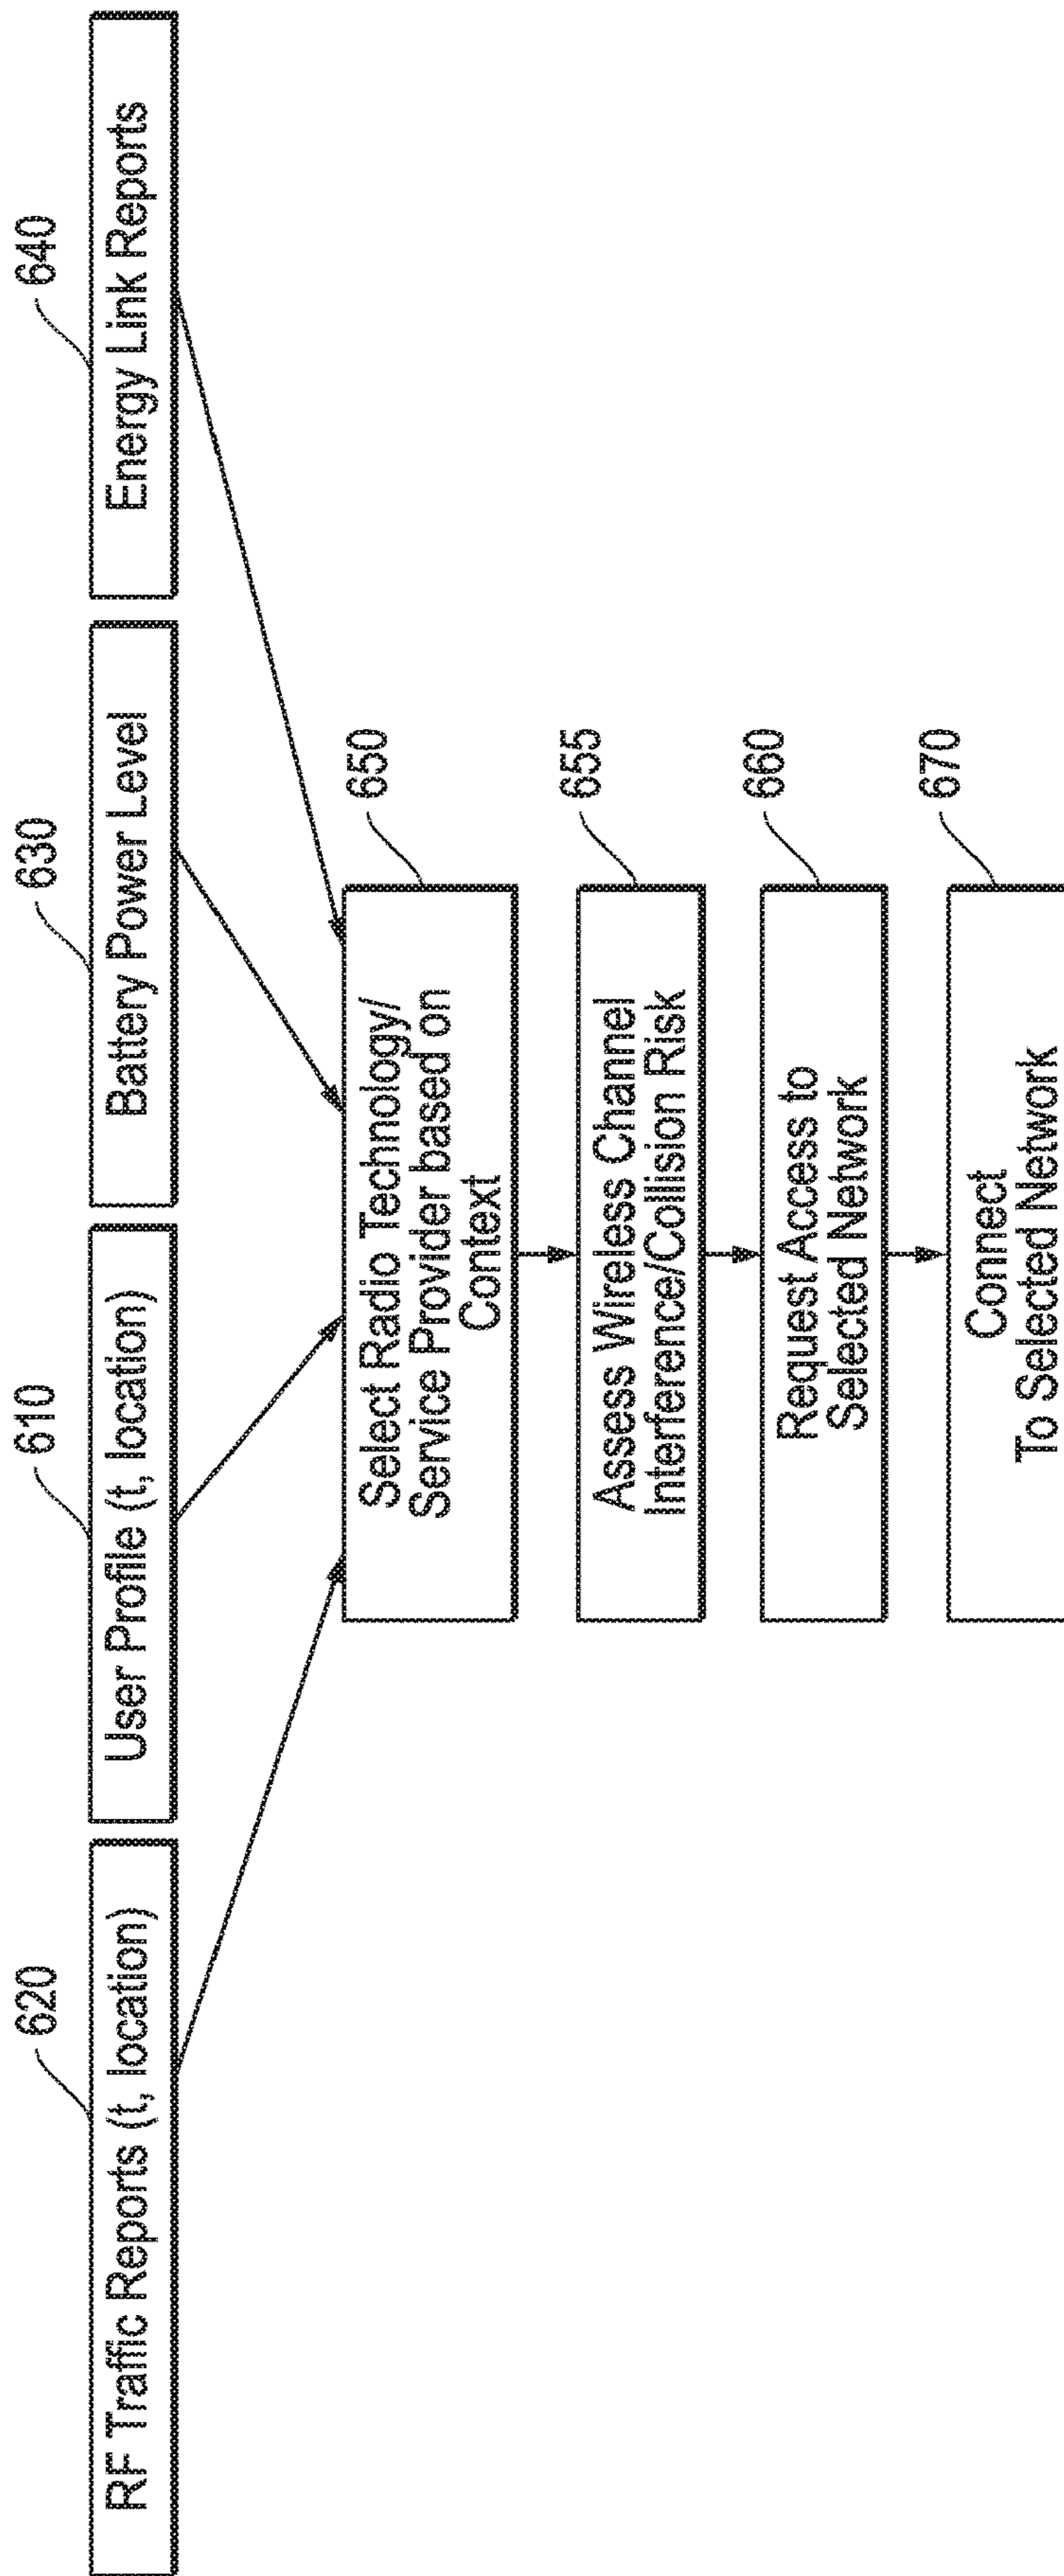 620
610
630
640
RF Traffic Reports (t, location)
User Profile (t, location)
Battery Power Level
Energy Link Reports
650
Select Radio Technology/
Service Provider based on
Context
655
Assess Wireless Channel
Interference/Collision Risk
660
Request Access to
Selected Network
670
Connect
To Selected Network